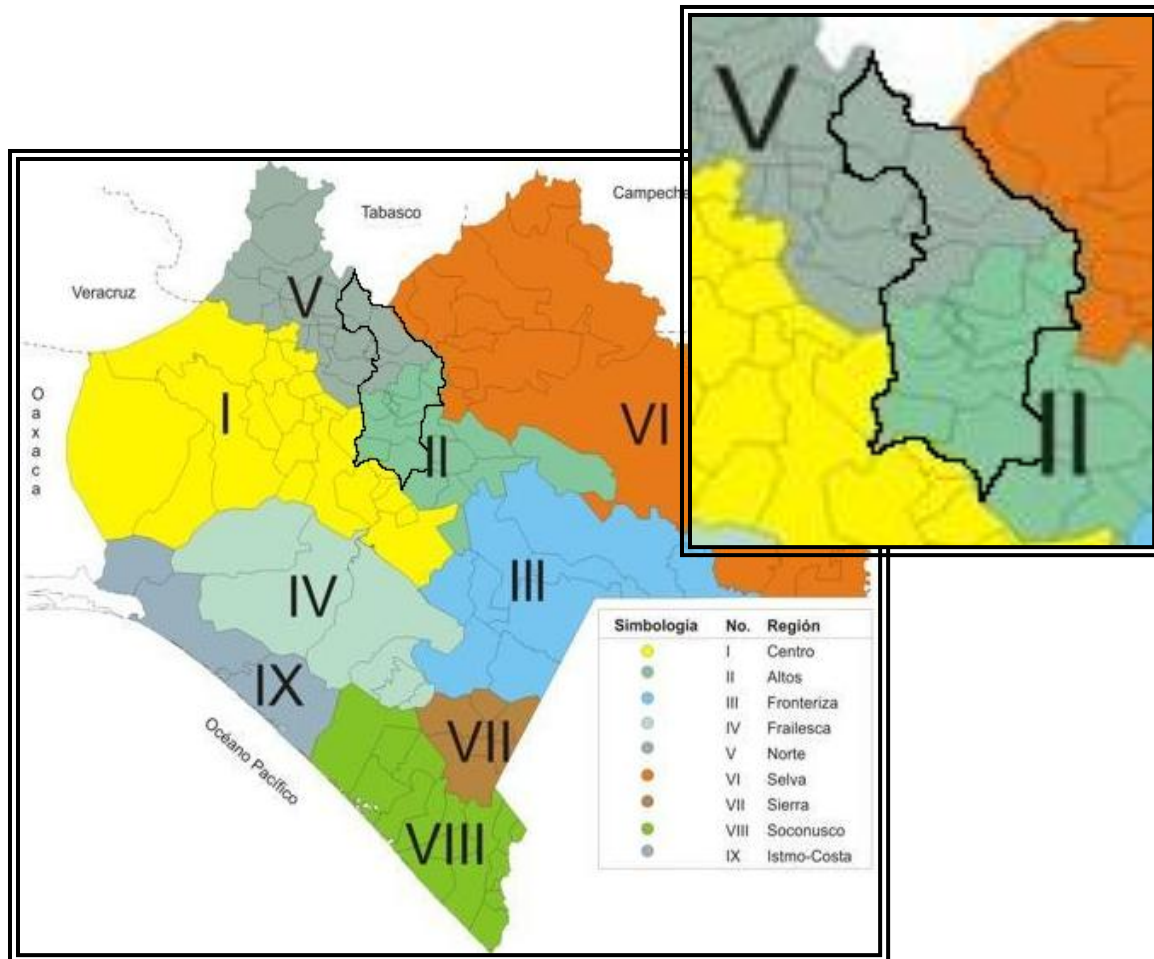 V
II
Campeche
Tabasco
Veracruz
V
Oaxaca
I
VI
II
III
IV
IX
VII
VIII
Océano Pacífico
Simbología No. Región
I Centro
II Altos
III Fronteriza
IV Frailesca
V Norte
VI Selva
VII Sierra
VIII Soconusco
IX Istmo-Costa